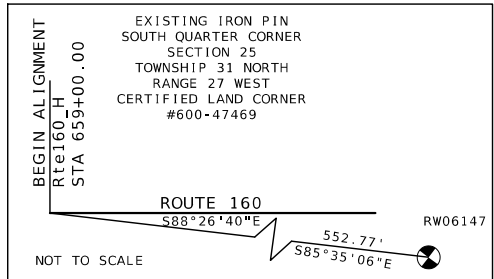 BEGIN ALIGNMENT
Rte160_H
STA 659+00.00
EXISTING IRON PIN
SOUTH QUARTER CORNER
SECTION 25
TOWNSHIP 31 NORTH
RANGE 27 WEST
CERTIFIED LAND CORNER
#600-47469
ROUTE 160
S88°26'40"E
552.77'
S85°35'06"E
RW06147
NOT TO SCALE